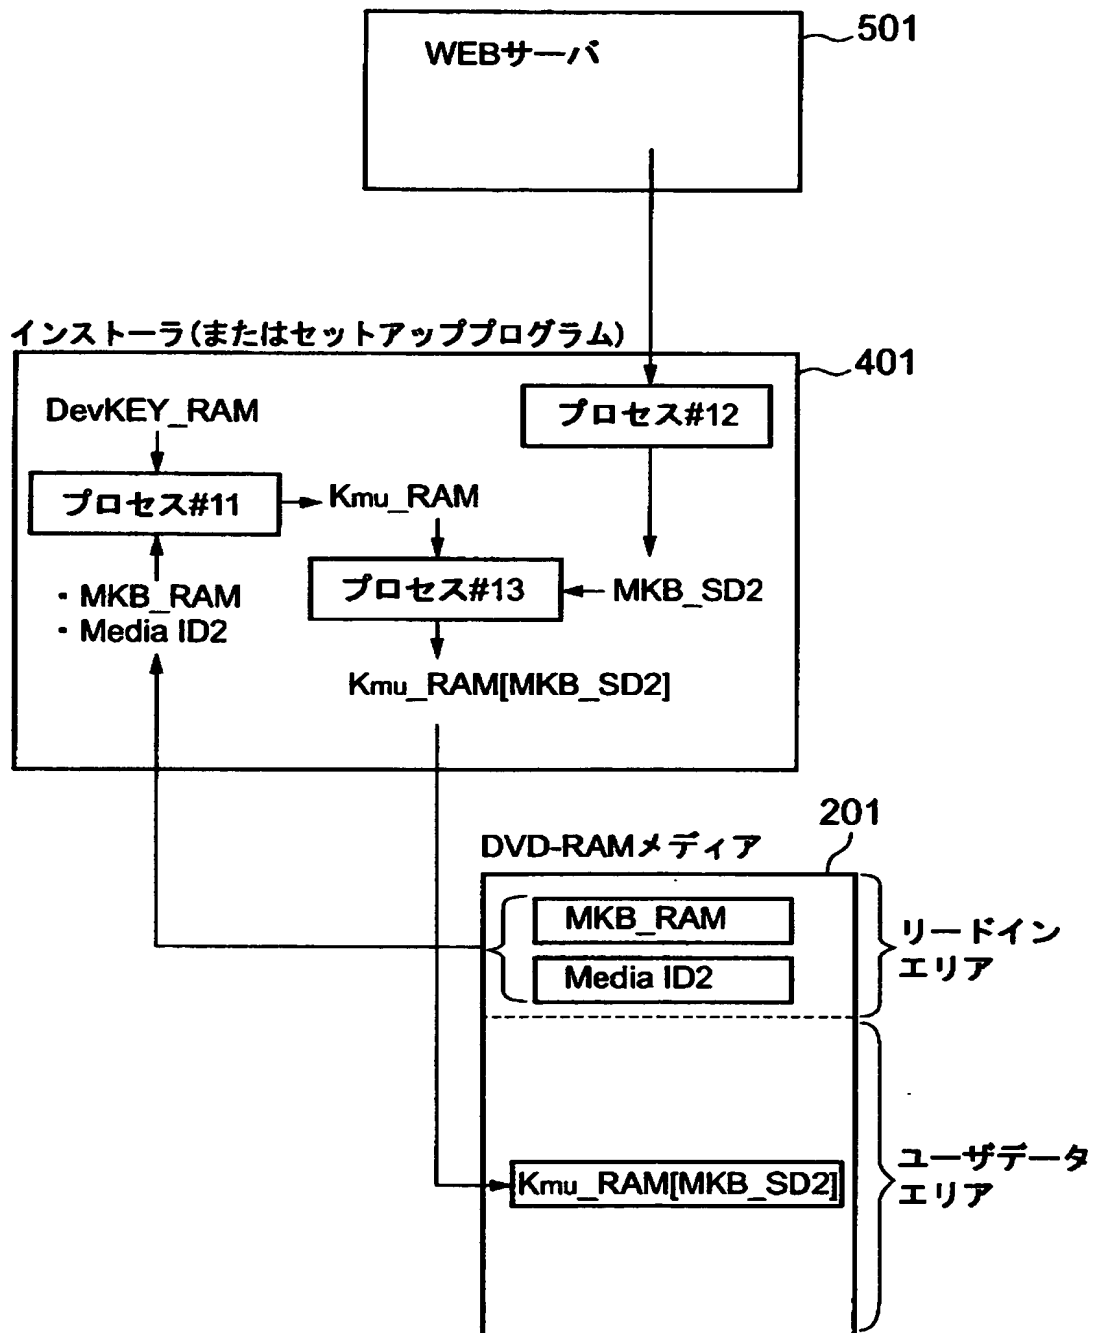 501
WEBサーバ
インストーラ(またはセットアッププログラム)
401
DevKEY_RAM
プロセス#12
プロセス#11
Kmu_RAM
プロセス#13
MKB_SD2
・MKB_RAM
・Media ID2
Kmu_RAM[MKB_SD2]
201
DVD-RAMメディア
MKB_RAM
Media ID2
リードイン
エリア
Kmu_RAM[MKB_SD2]
ユーザデータ
エリア